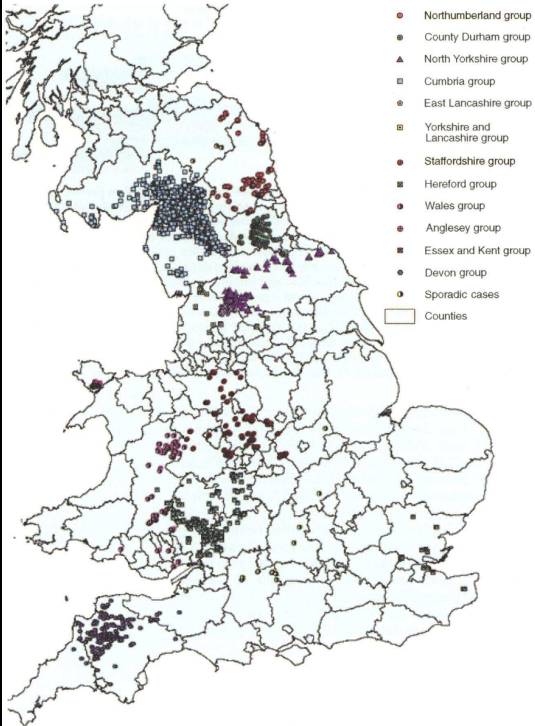 Northumberland group
County Durham group
North Yorkshire group
Cumbria group
East Lancashire group
Yorkshire and
Lancashire group
Staffordshire group
Hereford group
Wales group
Anglesey group
Essex and Kent group
Devon group
Sporadic cases
Counties